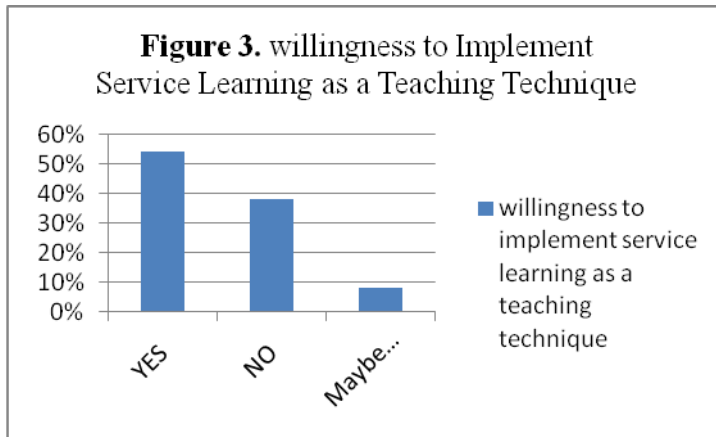 Figure 3. willingness to Implement
Service Learning as a Teaching Technique
60%
50%
40%
30%
20%
10%
0%
YES
NO
Maybe...
willingness to
implement service
learning as a
teaching
technique